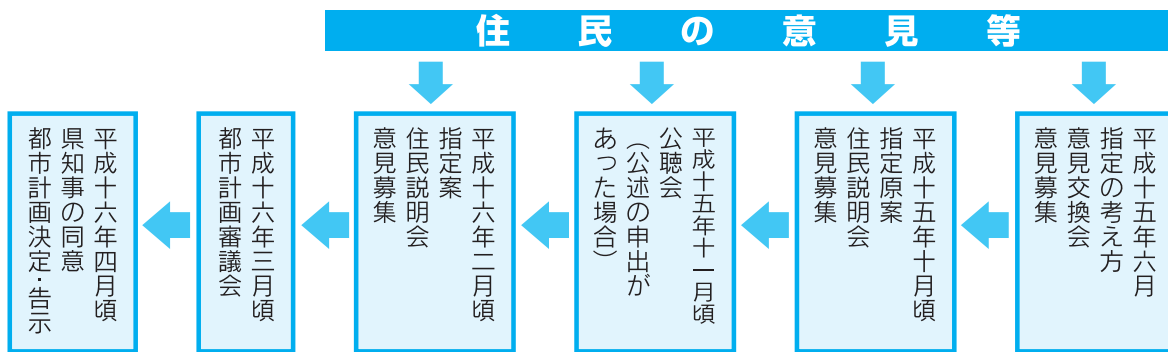 住民の意見等
平成十五年六月
指定の考え方
意見交換会
意見募集
平成十五年十月頃
指定原案
住民説明会
意見募集
平成十五年十一月頃
公聴会
（公述の申出が
あった場合）
平成十六年二月頃
指定案
住民説明会
意見募集
平成十六年三月頃
都市計画審議会
平成十六年四月頃
県知事の同意
都市計画決定・告示